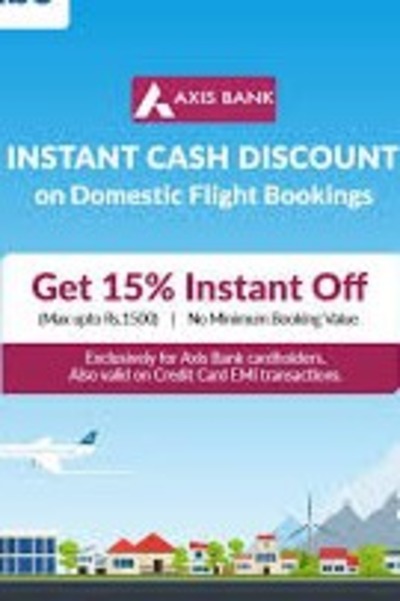 AXIS BANK
INSTANT CASH DISCOUNT
on Domestic Flight Bookings
Get 15% Instant Off
(Max upto Rs.1500) | No Minimum Booking Value
Exclusively for Axis Bank cardholders.
Also valid on Credit Card EMI transactions.